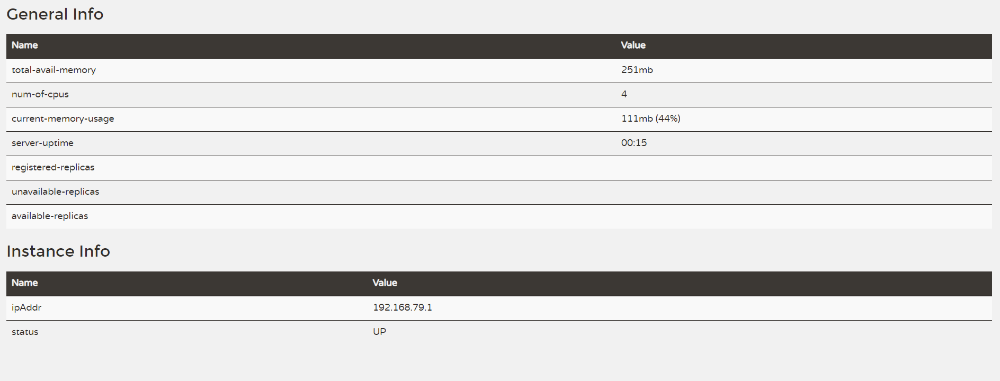 General Info
Name Value
total-avail-memory 251mb
num-of-cpus 4
current-memory-usage 111mb (44%)
server-uptime 00:15
registered-replicas
unavailable-replicas
available-replicas
Instance Info
Name Value
ipAddr 192.168.79.1
status UP